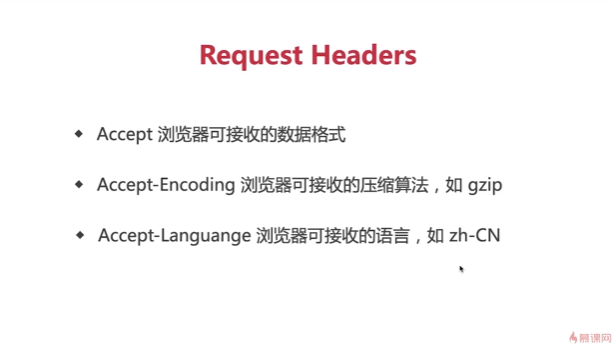 Request Headers
Accept 浏览器可接收的数据格式
Accept-Encoding 浏览器可接收的压缩算法，如 gzip
Accept-Languange 浏览器可接收的语言，如 zh-CN
慕课网